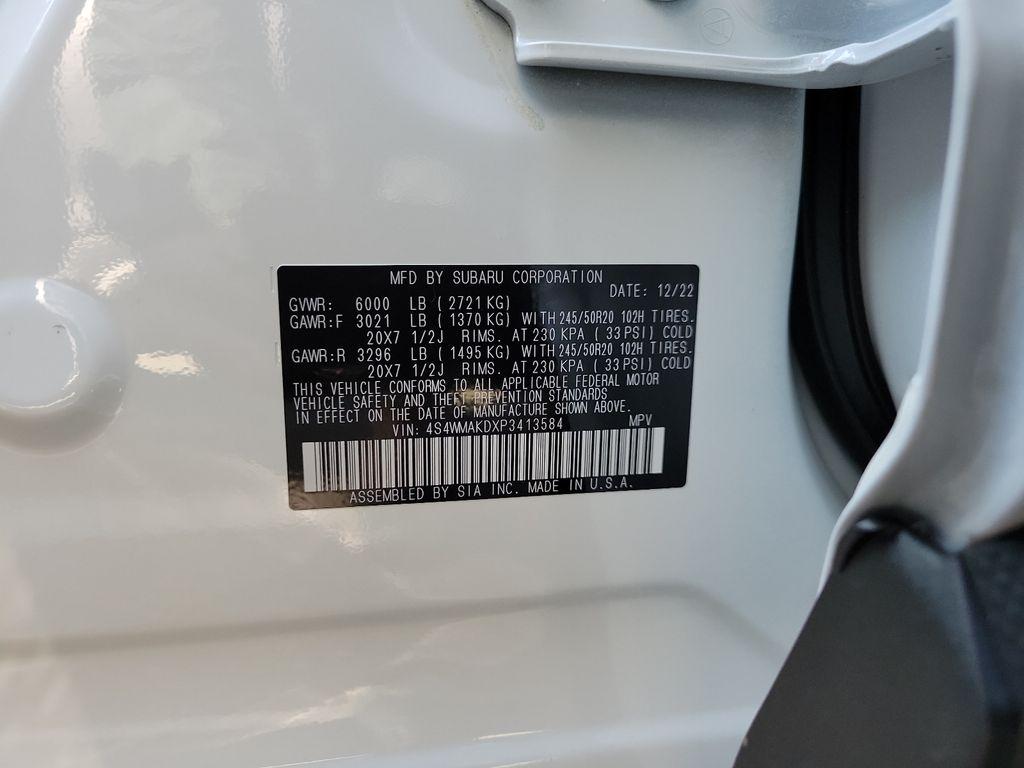 MFD BY SUBARU CORPORATION
DATE: 12/22
GVWR: 6000 LB ( 2721 KG)
GAWR:F 3021 LB ( 1370 KG) WITH 245/50R20 102H TIRES.
20X7 1/2J RIMS. AT 230 KPA ( 33 PSI) COLD
GAWR:R 3296 LB ( 1495 KG) WITH 245/50R20 102H TIRES.
20X7 1/2J RIMS. AT 230 KPA ( 33 PSI) COLD
THIS VEHICLE CONFORMS TO ALL APPLICABLE FEDERAL MOTOR
VEHICLE SAFETY AND THEFT PREVENTION STANDARDS
IN EFFECT ON THE DATE OF MANUFACTURE SHOWN ABOVE.
VIN: 4S4WMAKDXP3413584 MPV
ASSEMBLED BY SIA INC. MADE IN U.S.A.